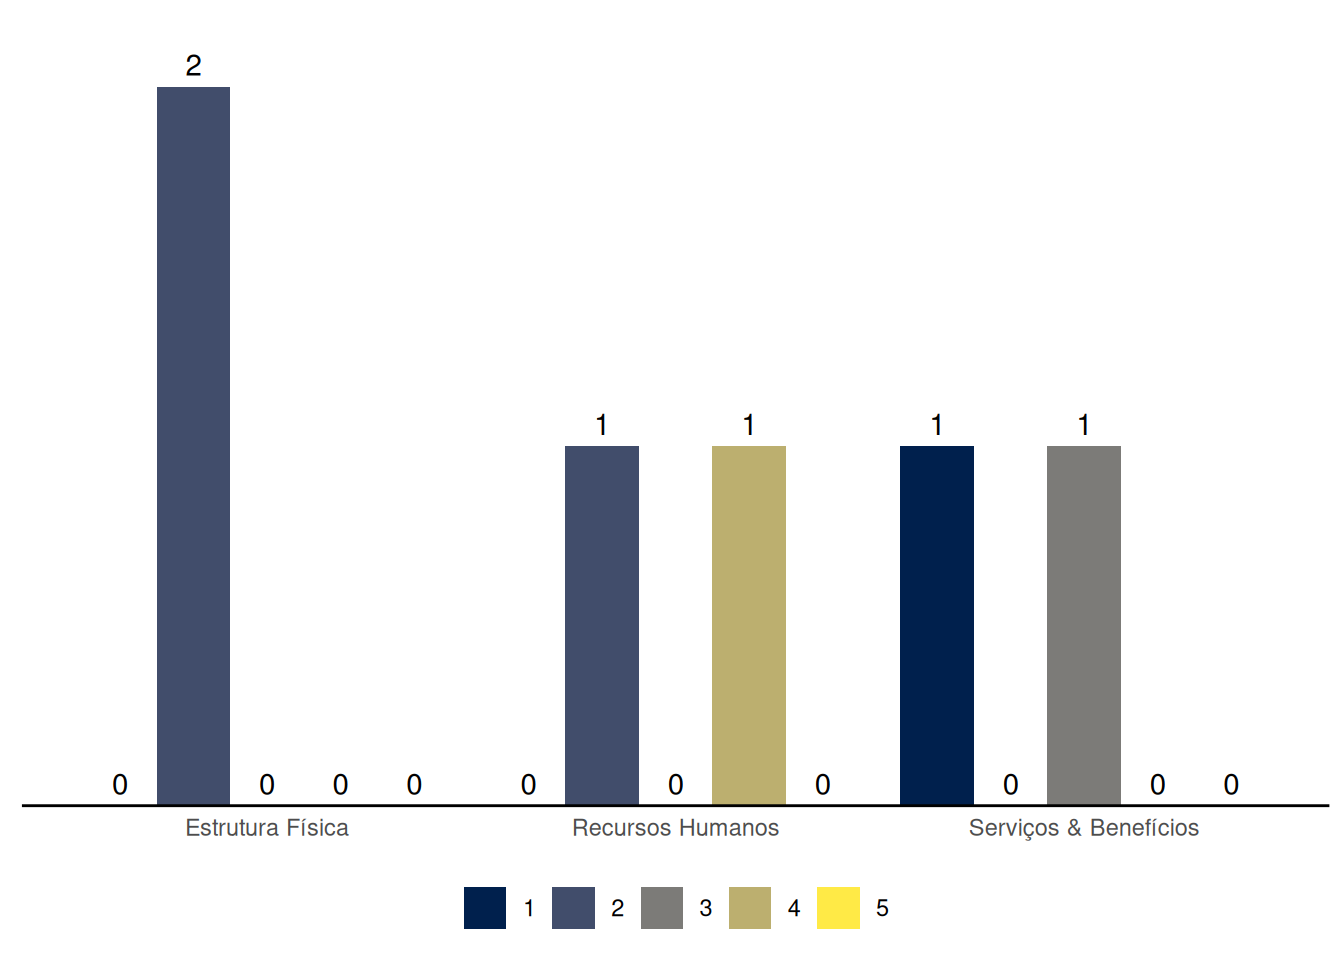 2
1 1 1 1
0 0 0 0 0 0 0 0 0 0
Estrutura Física Recursos Humanos Serviços & Benefícios
1 2 3 4 5